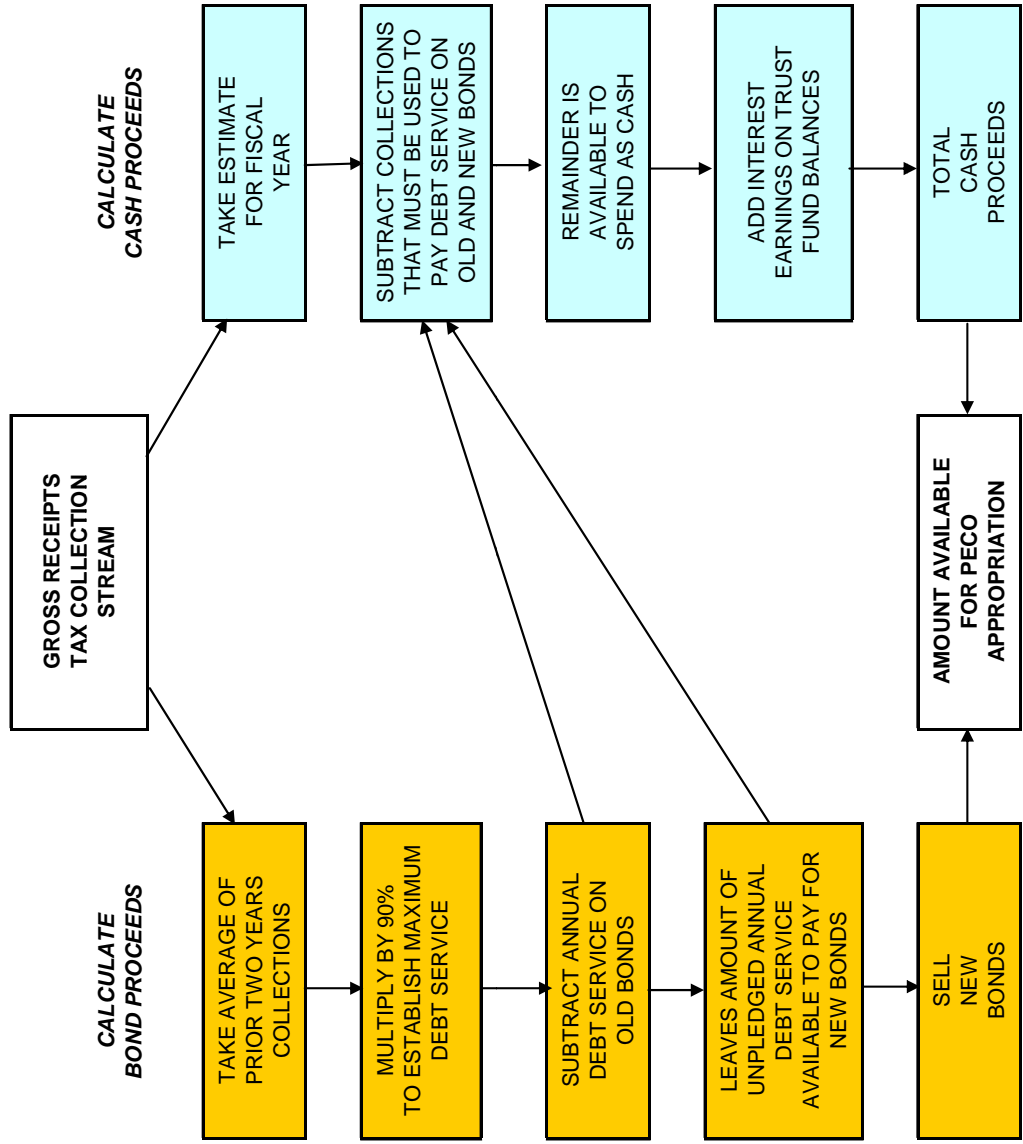 GROSS RECEIPTS
TAX COLLECTION
STREAM
CALCULATE
BOND PROCEEDS
TAKE AVERAGE OF
PRIOR TWO YEARS
COLLECTIONS
MULTIPLY BY 90%
TO ESTABLISH MAXIMUM
DEBT SERVICE
SUBTRACT ANNUAL
DEBT SERVICE ON
OLD BONDS
LEAVES AMOUNT OF
UNPLEDGED ANNUAL
DEBT SERVICE
AVAILABLE TO PAY FOR
NEW BONDS
SELL
NEW
BONDS
CALCULATE
CASH PROCEEDS
TAKE ESTIMATE
FOR FISCAL
YEAR
SUBTRACT COLLECTIONS
THAT MUST BE USED TO
PAY DEBT SERVICE ON
OLD AND NEW BONDS
REMAINDER IS
AVAILABLE TO
SPEND AS CASH
ADD INTEREST
EARNINGS ON TRUST
FUND BALANCES
TOTAL
CASH
PROCEEDS
AMOUNT AVAILABLE
FOR PECO
APPROPRIATION